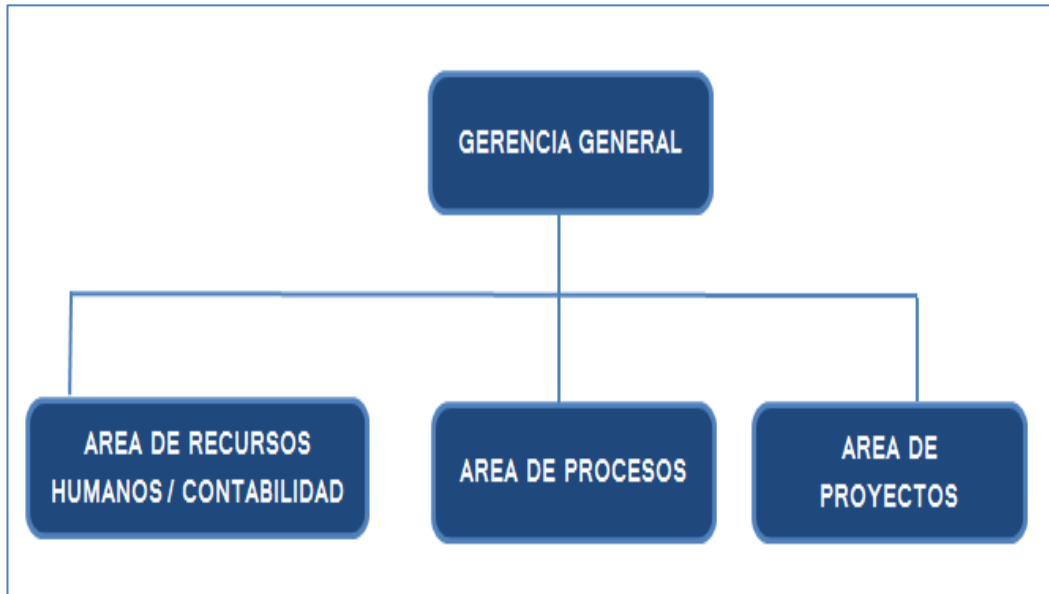 GERENCIA GENERAL
AREA DE RECURSOS
HUMANOS / CONTABILIDAD
AREA DE PROCESOS
AREA DE
PROYECTOS